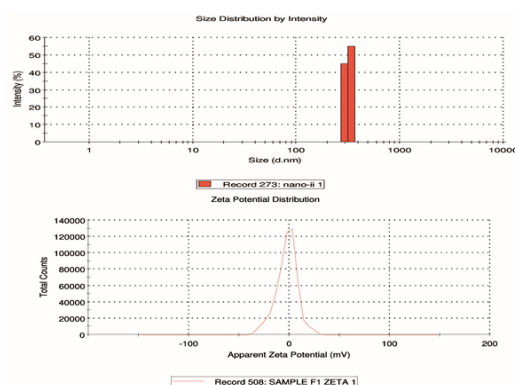 Size Distribution by Intensity
60
50
40
30
20
10
0
Intensity (%)
1 10 100 1000 10000
Size (d.nm)
Record 273: nano-ii 1
Zeta Potential Distribution
140000
120000
100000
80000
60000
40000
20000
0
Total Counts
-100 0 100 200
Apparent Zeta Potential (mV)
Record 508: SAMPLE F1 ZETA 1